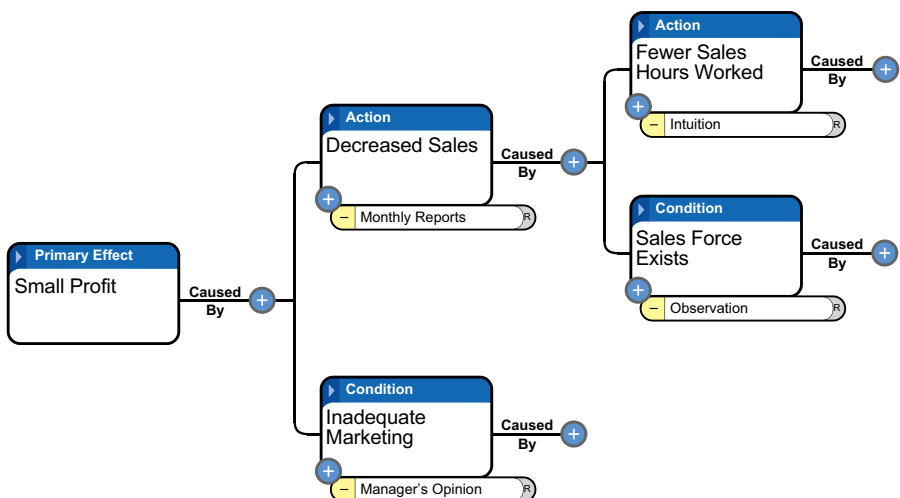 Primary Effect
Small Profit
Caused
By
Action
Decreased Sales
Monthly Reports
R
Caused
By
Action
Fewer Sales
Hours Worked
Intuition
R
Caused
By
Condition
Sales Force
Exists
Observation
R
Caused
By
Condition
Inadequate
Marketing
Manager's Opinion
R
Caused
By